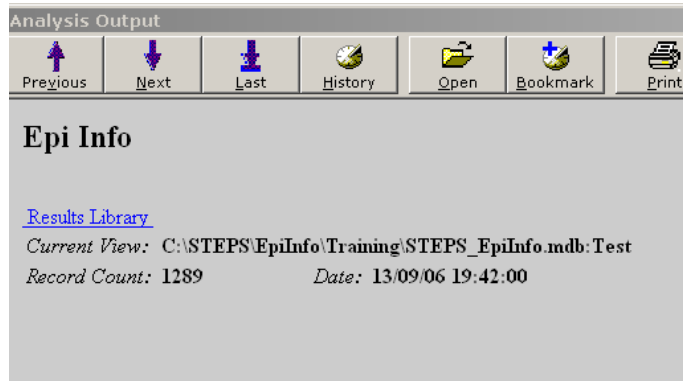 Analysis Output
Previous Next Last History Open Bookmark Print
Epi Info
Results Library
Current View: C:\STEPS\EpiInfo\Training\STEPS_EpiInfo.mdb:Test
Record Count: 1289 Date: 13/09/06 19:42:00